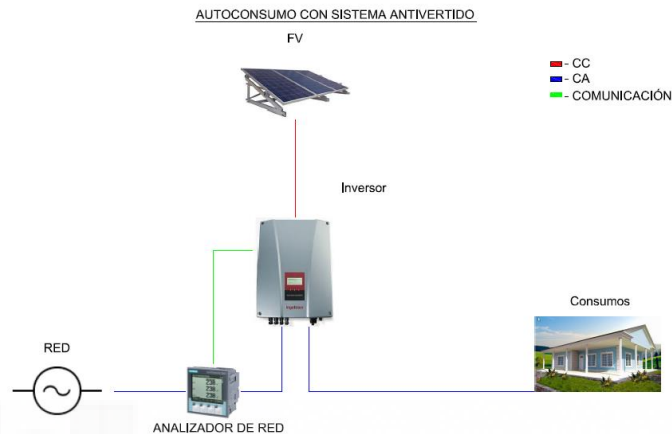 AUTOCONSUMO CON SISTEMA ANTIVERTIDO
FV
- CC
- CA
- COMUNICACIÓN
Inversor
Consumos
RED
ANALIZADOR DE RED